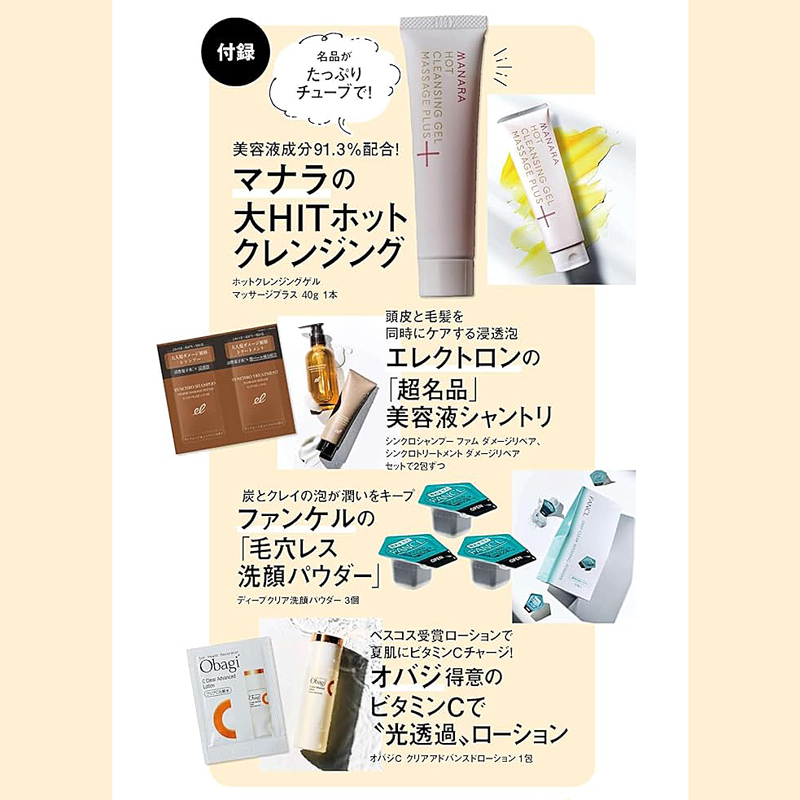 付録
名品が
たっぷり
チューブで!
MANARA
HOT
CLEANSING GEL
MASSAGE PLUS
MANARA
HOT
CLEANSING GEL
MASSAGE PLUS
美容液成分91.3%配合!
マナラの
大HITホット
クレンジング
ホットクレンジングゲル
マッサージプラス 40g 1本
頭皮と毛髪を
同時にケアする浸透泡
エレクトロンの
「超名品」
美容液シャントリ
シンクロシャンプー ファム ダメージリペア、
シンクロトリートメント ダメージリペア
セットで2包ずつ
SYNCHRO SHAMPOO
SYNCHRO TREATMENT
炭とクレイの泡が潤いをキープ
ファンケルの
「毛穴レス
洗顔パウダー」
ディープクリア洗顔パウダー 3個
FANCL
OPEN
FANCL
OPEN
FANCL
OPEN
FANCL
ベスコス受賞ローションで
夏肌にビタミンCチャージ!
オバジ得意の
ビタミンCで
〝光透過〟ローション
オバジC クリアアドバンスドローション 1包
Obagi
C Clear Advanced
Lotion
Obagi